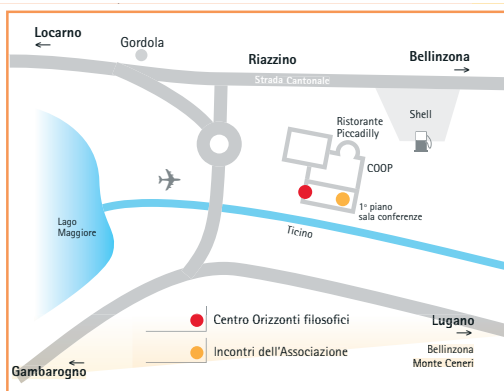 Locarno
Gordola
Riazzino
Bellinzona
Strada Cantonale
Shell
Ristorante
Piccadilly
COOP
1° piano
sala conferenze
Lago
Maggiore
Ticino
Centro Orizzonti filosofici
Lugano
Incontri dell'Associazione
Bellinzona
Monte Ceneri
Gambarogno